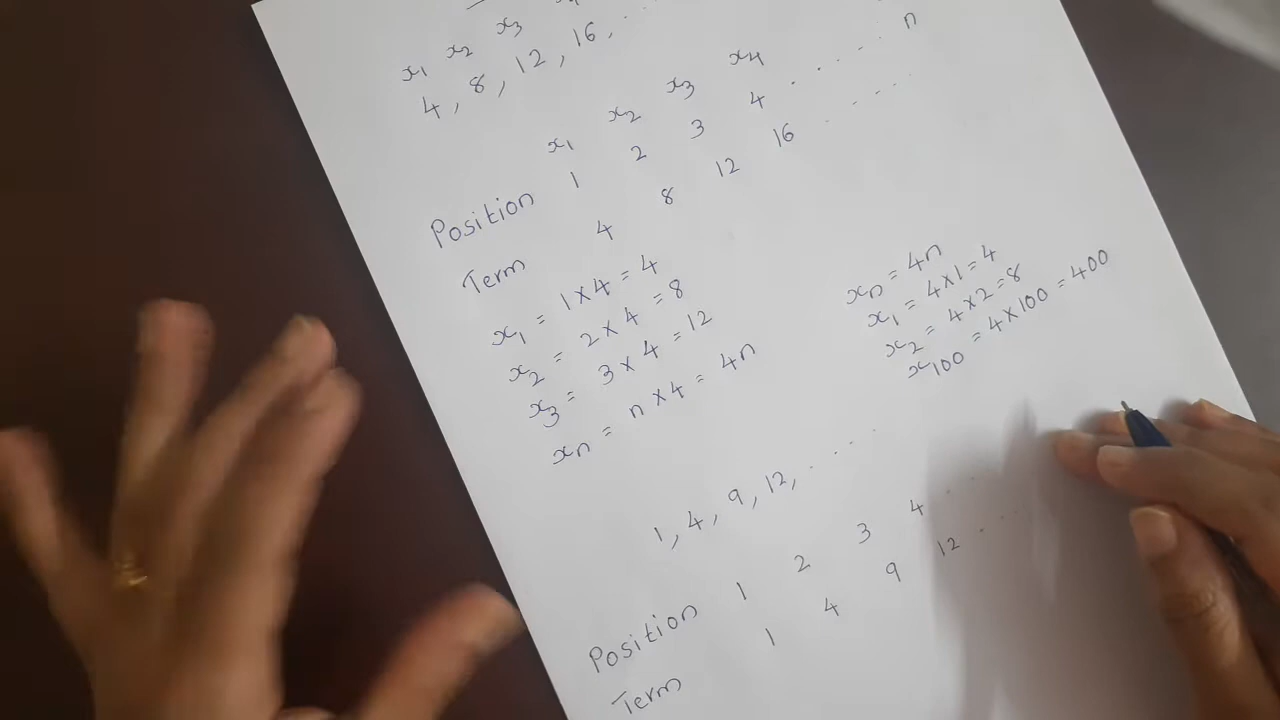 x1 x2 x3
4, 8, 12, 16, . . .
x1 x2 x3 x4
Position 1 2 3 4 . . . . . n
Term 4 8 12 16 . . . .
x1 = 1 × 4 = 4
x2 = 2 × 4 = 8
x3 = 3 × 4 = 12
xn = n × 4 = 4n
xn = 4n
x1 = 4 × 1 = 4
x2 = 4 × 2 = 8
x100 = 4 × 100 = 400
1, 4, 9, 12, . . . .
Position 1 2 3 4 . . .
Term 1 4 9 12 . . .